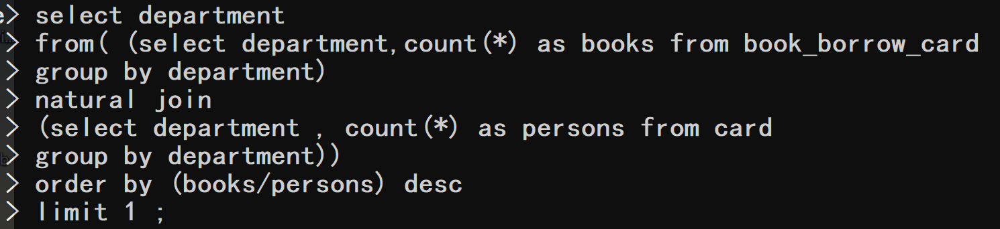 e> select department
> from( (select department,count(*) as books from book_borrow_card
> group by department)
> natural join
> (select department , count(*) as persons from card
> group by department))
> order by (books/persons) desc
> limit 1 ;